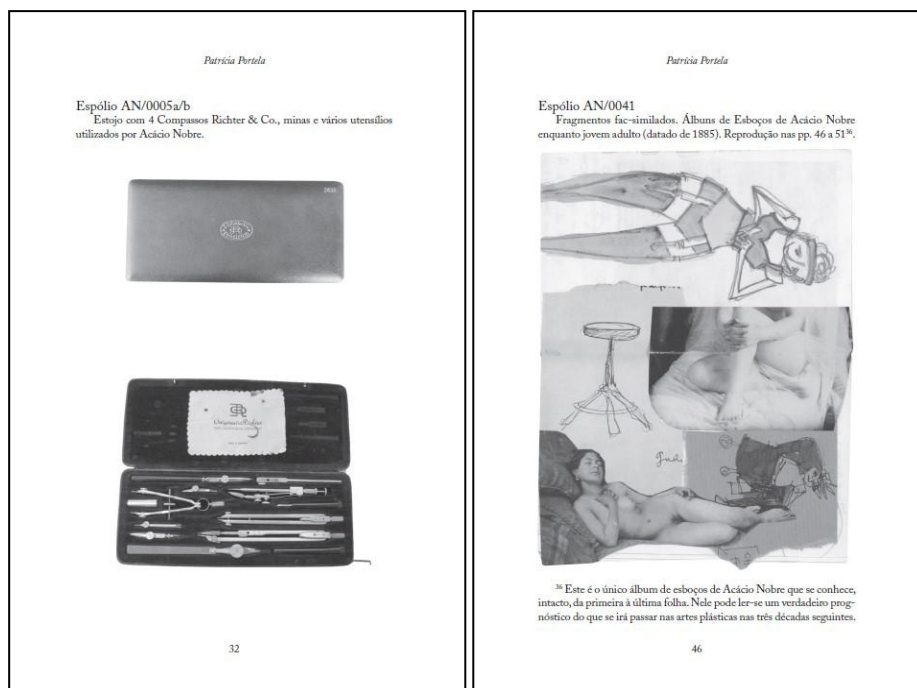 Patrícia Portela
Espólio AN/0005a/b
Estojo com 4 Compassos Richter & Co., minas e vários utensílios
utilizados por Acácio Nobre.
32
Patrícia Portela
Espólio AN/0041
Fragmentos fac-similados. Álbuns de Esboços de Acácio Nobre
enquanto jovem adulto (datado de 1885). Reprodução nas pp. 46 a 51³⁶.
³⁶ Este é o único álbum de esboços de Acácio Nobre que se conhece,
intacto, da primeira à última folha. Nele pode ler-se um verdadeiro prog-
nóstico do que se irá passar nas artes plásticas nas três décadas seguintes.
46